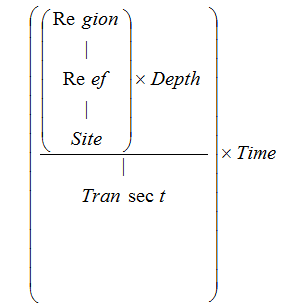 Re gion
|
Re ef × Depth
|
Site
|
Tran sec t
× Time